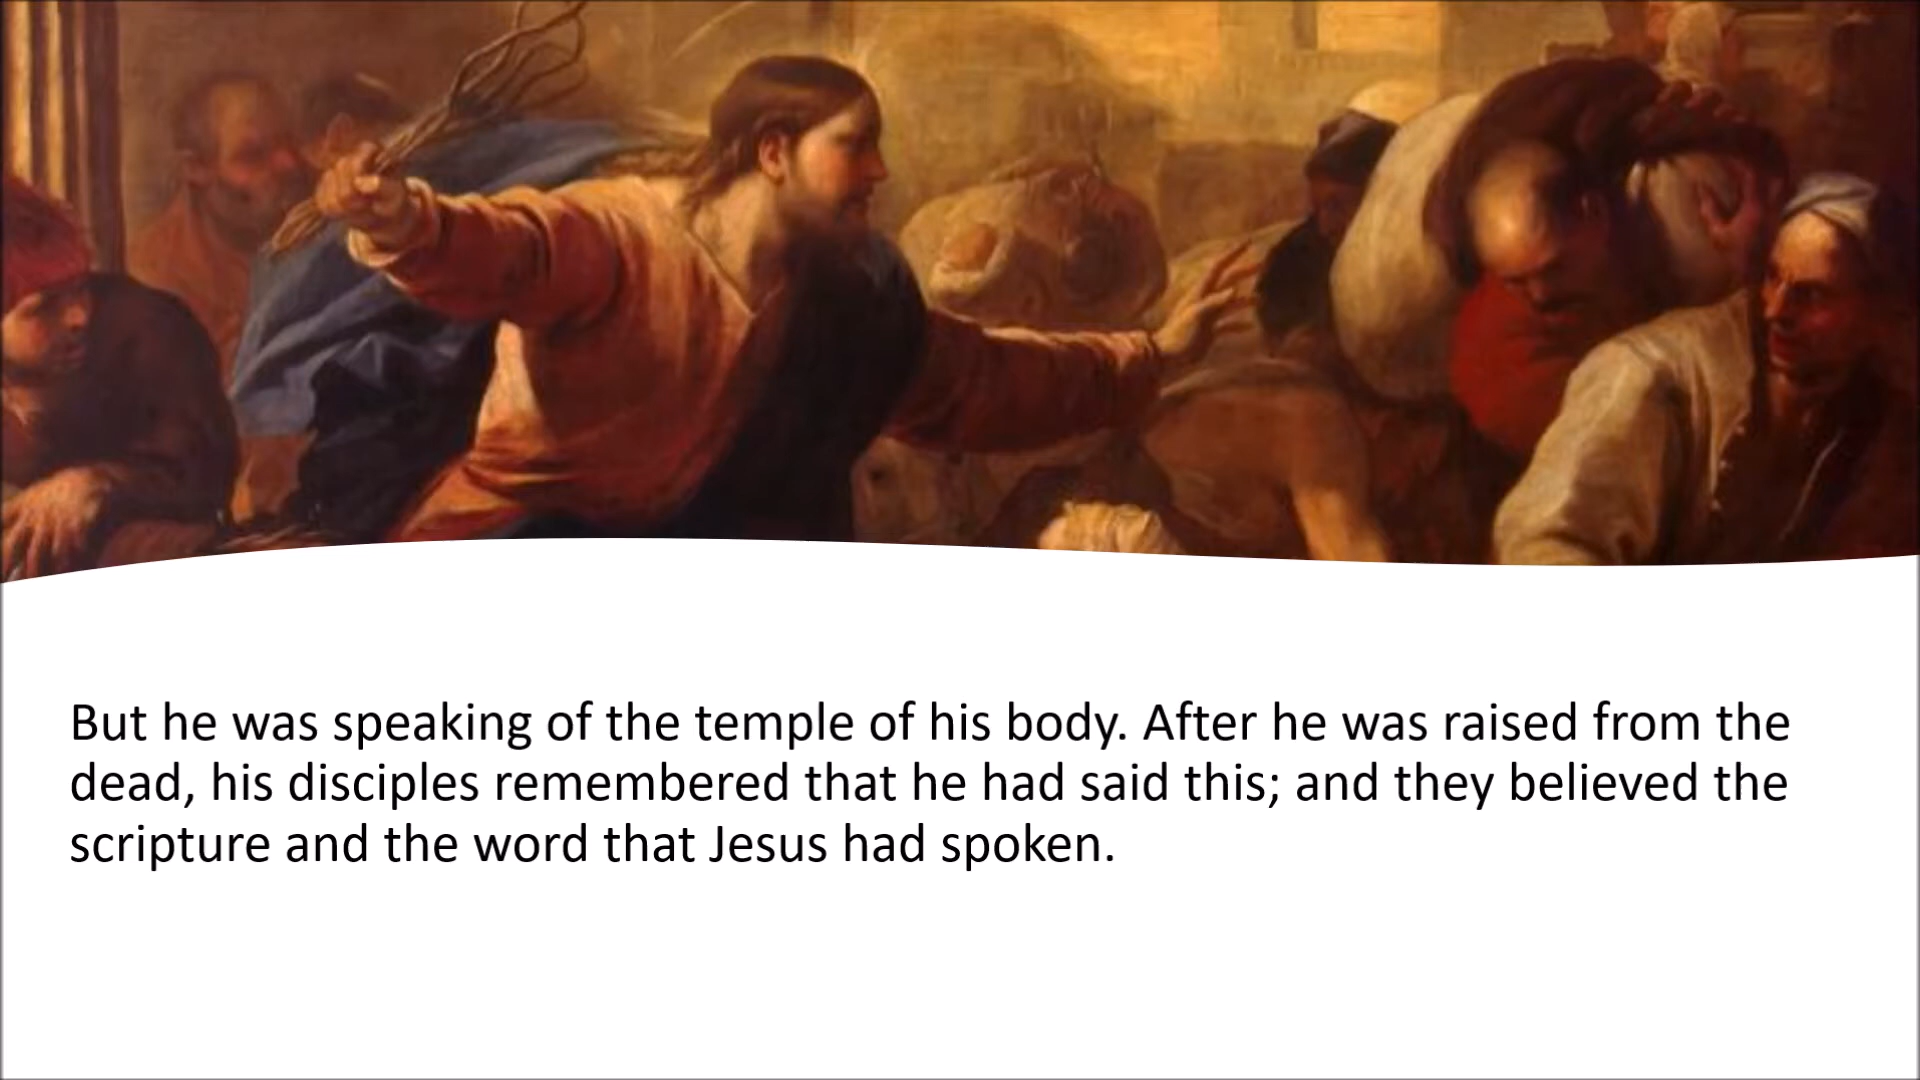 But he was speaking of the temple of his body. After he was raised from the
dead, his disciples remembered that he had said this; and they believed the
scripture and the word that Jesus had spoken.